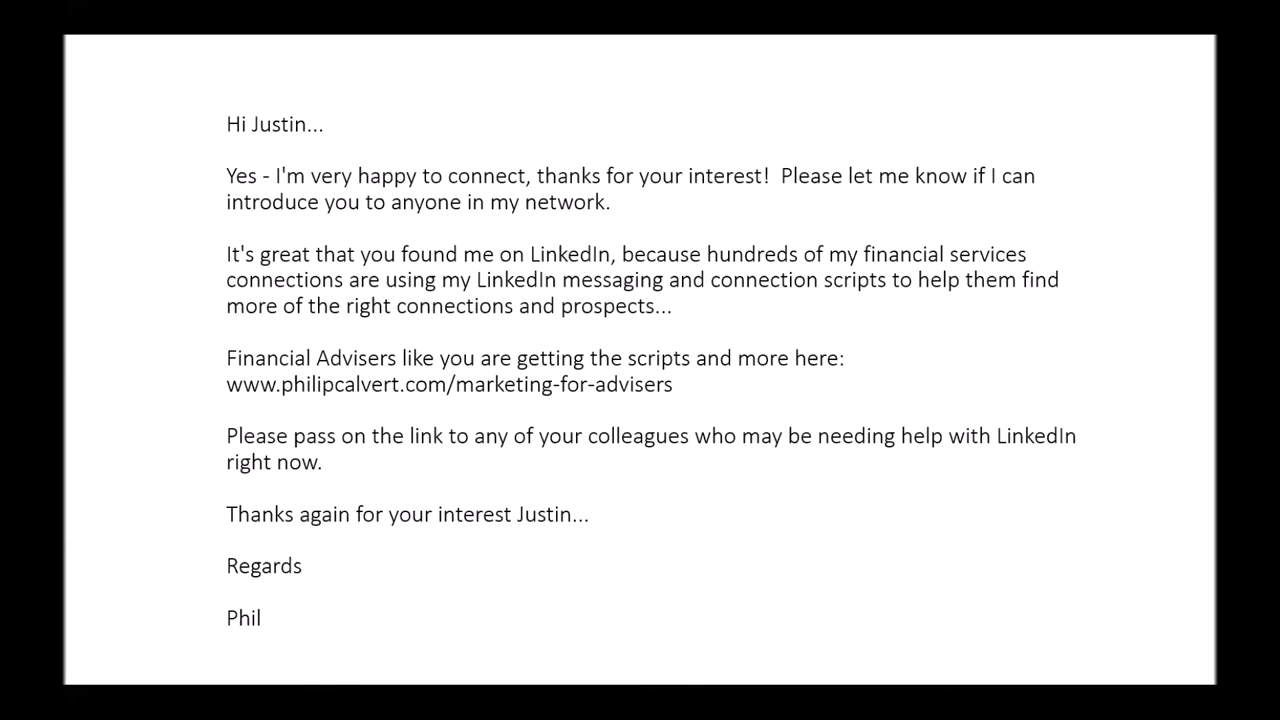 Hi Justin...
Yes - I'm very happy to connect, thanks for your interest!  Please let me know if I can
introduce you to anyone in my network.
It's great that you found me on LinkedIn, because hundreds of my financial services
connections are using my LinkedIn messaging and connection scripts to help them find
more of the right connections and prospects...
Financial Advisers like you are getting the scripts and more here:
www.philipcalvert.com/marketing-for-advisers
Please pass on the link to any of your colleagues who may be needing help with LinkedIn
right now.
Thanks again for your interest Justin...
Regards
Phil